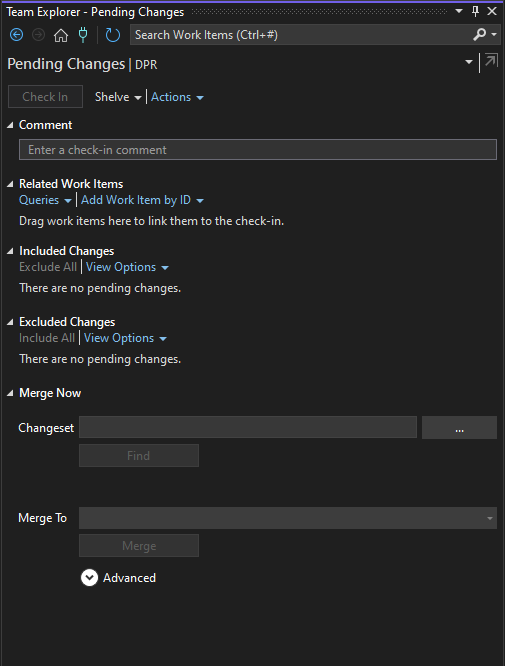 Team Explorer - Pending Changes
Search Work Items (Ctrl+#)
Pending Changes | DPR
Check In Shelve | Actions
Comment
Enter a check-in comment
Related Work Items
Queries | Add Work Item by ID
Drag work items here to link them to the check-in.
Included Changes
Exclude All | View Options
There are no pending changes.
Excluded Changes
Include All | View Options
There are no pending changes.
Merge Now
Changeset ...
Find
Merge To
Merge
Advanced